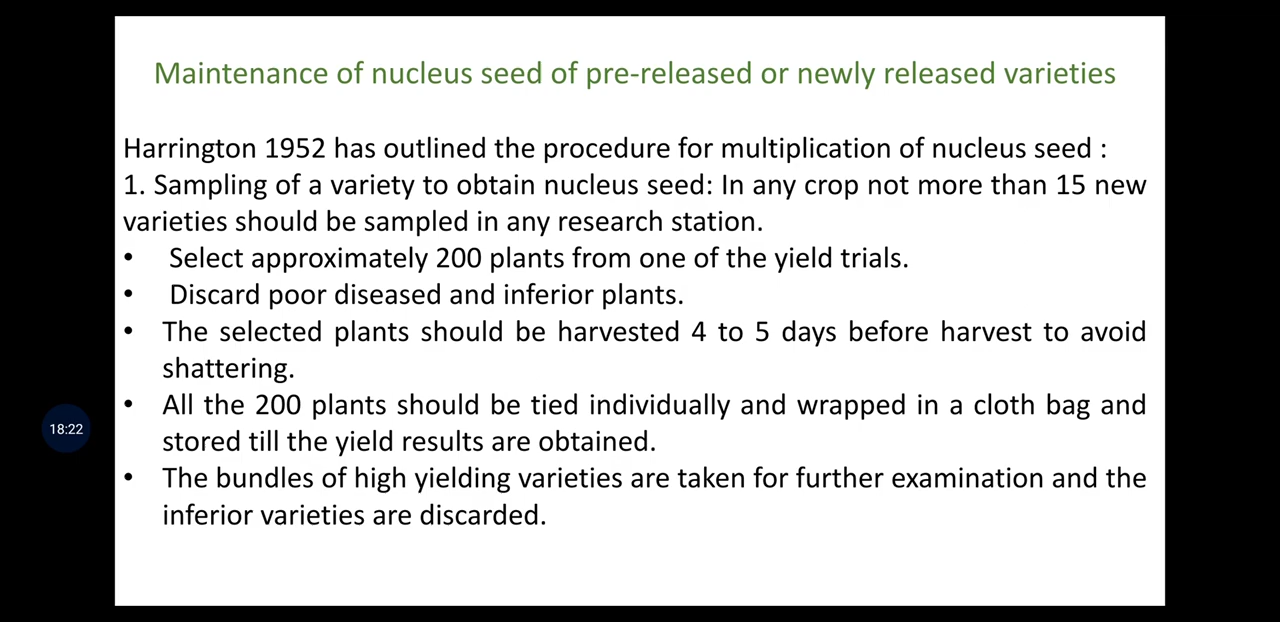 Maintenance of nucleus seed of pre-released or newly released varieties
Harrington 1952 has outlined the procedure for multiplication of nucleus seed :
1. Sampling of a variety to obtain nucleus seed: In any crop not more than 15 new
varieties should be sampled in any research station.
• Select approximately 200 plants from one of the yield trials.
• Discard poor diseased and inferior plants.
• The selected plants should be harvested 4 to 5 days before harvest to avoid
shattering.
• All the 200 plants should be tied individually and wrapped in a cloth bag and
18:22
stored till the yield results are obtained.
• The bundles of high yielding varieties are taken for further examination and the
inferior varieties are discarded.